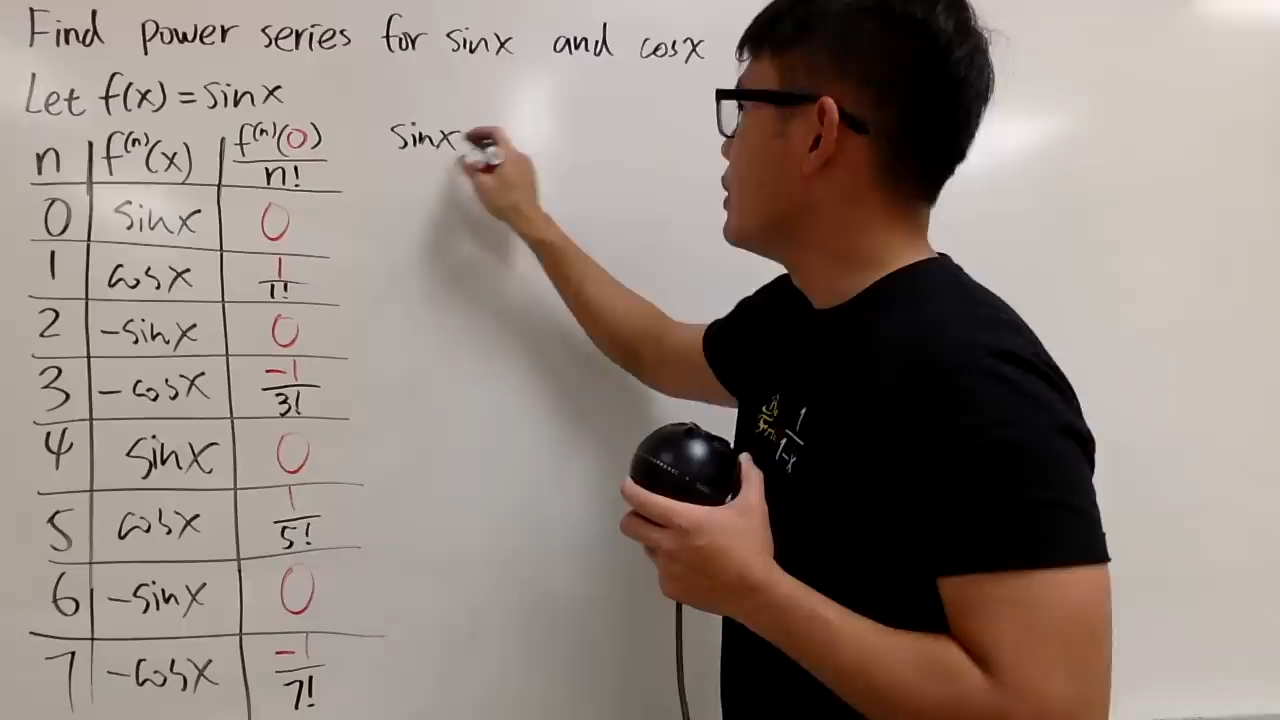 Find power series for sinx and cosx
Let f(x) = sinx
n f⁽ⁿ⁾(x) f⁽ⁿ⁾(0)/n!
sinx
0 sinx 0
1 cosx 1/1!
2 -sinx 0
3 -cosx -1/3!
4 sinx 0
5 cosx 1/5!
6 -sinx 0
7 -cosx -1/7!
1/(1-x)